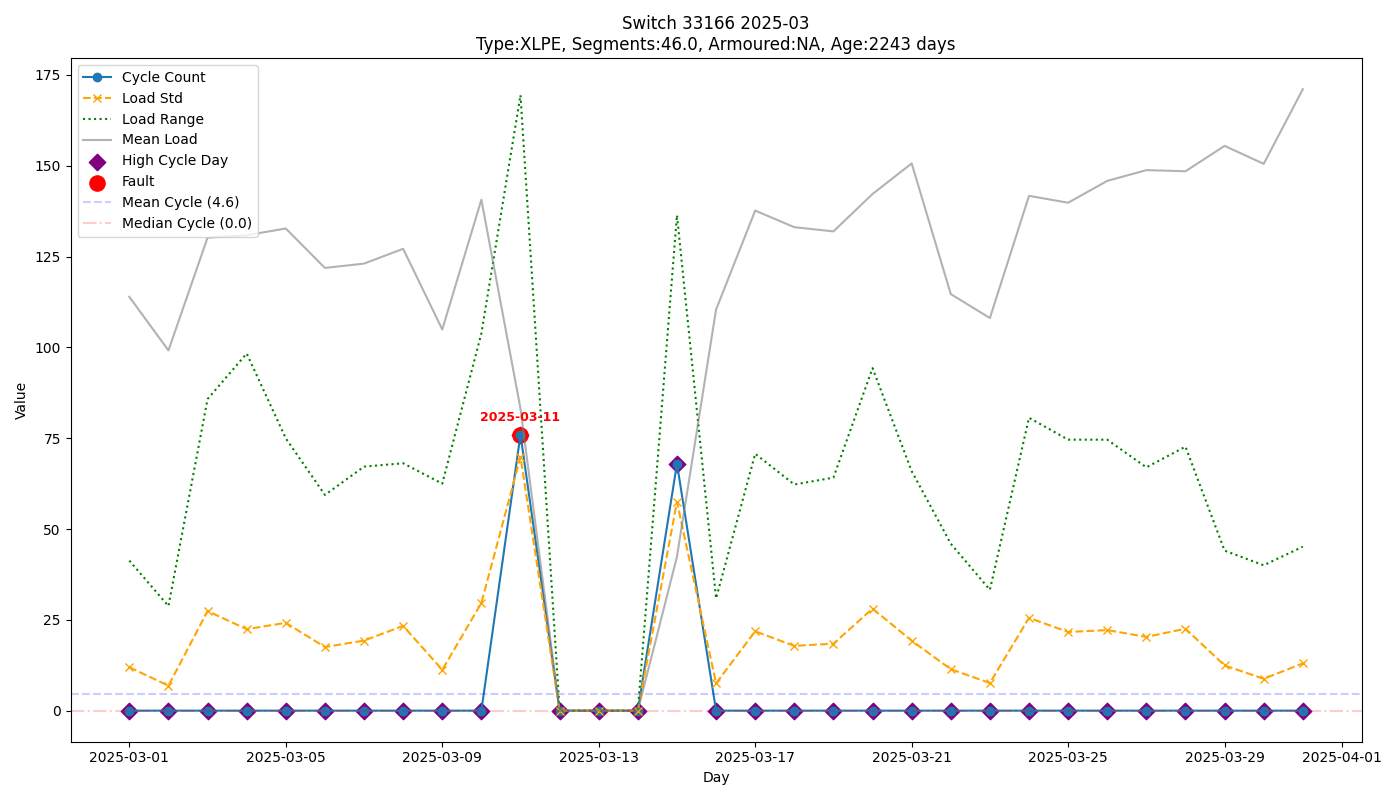 Switch 33166 2025-03
Type:XLPE, Segments:46.0, Armoured:NA, Age:2243 days
175
150
125
100
75
50
25
0
Value
Cycle Count
Load Std
Load Range
Mean Load
High Cycle Day
Fault
Mean Cycle (4.6)
Median Cycle (0.0)
2025-03-11
2025-03-01 2025-03-05 2025-03-09 2025-03-13 2025-03-17 2025-03-21 2025-03-25 2025-03-29 2025-04-01
Day